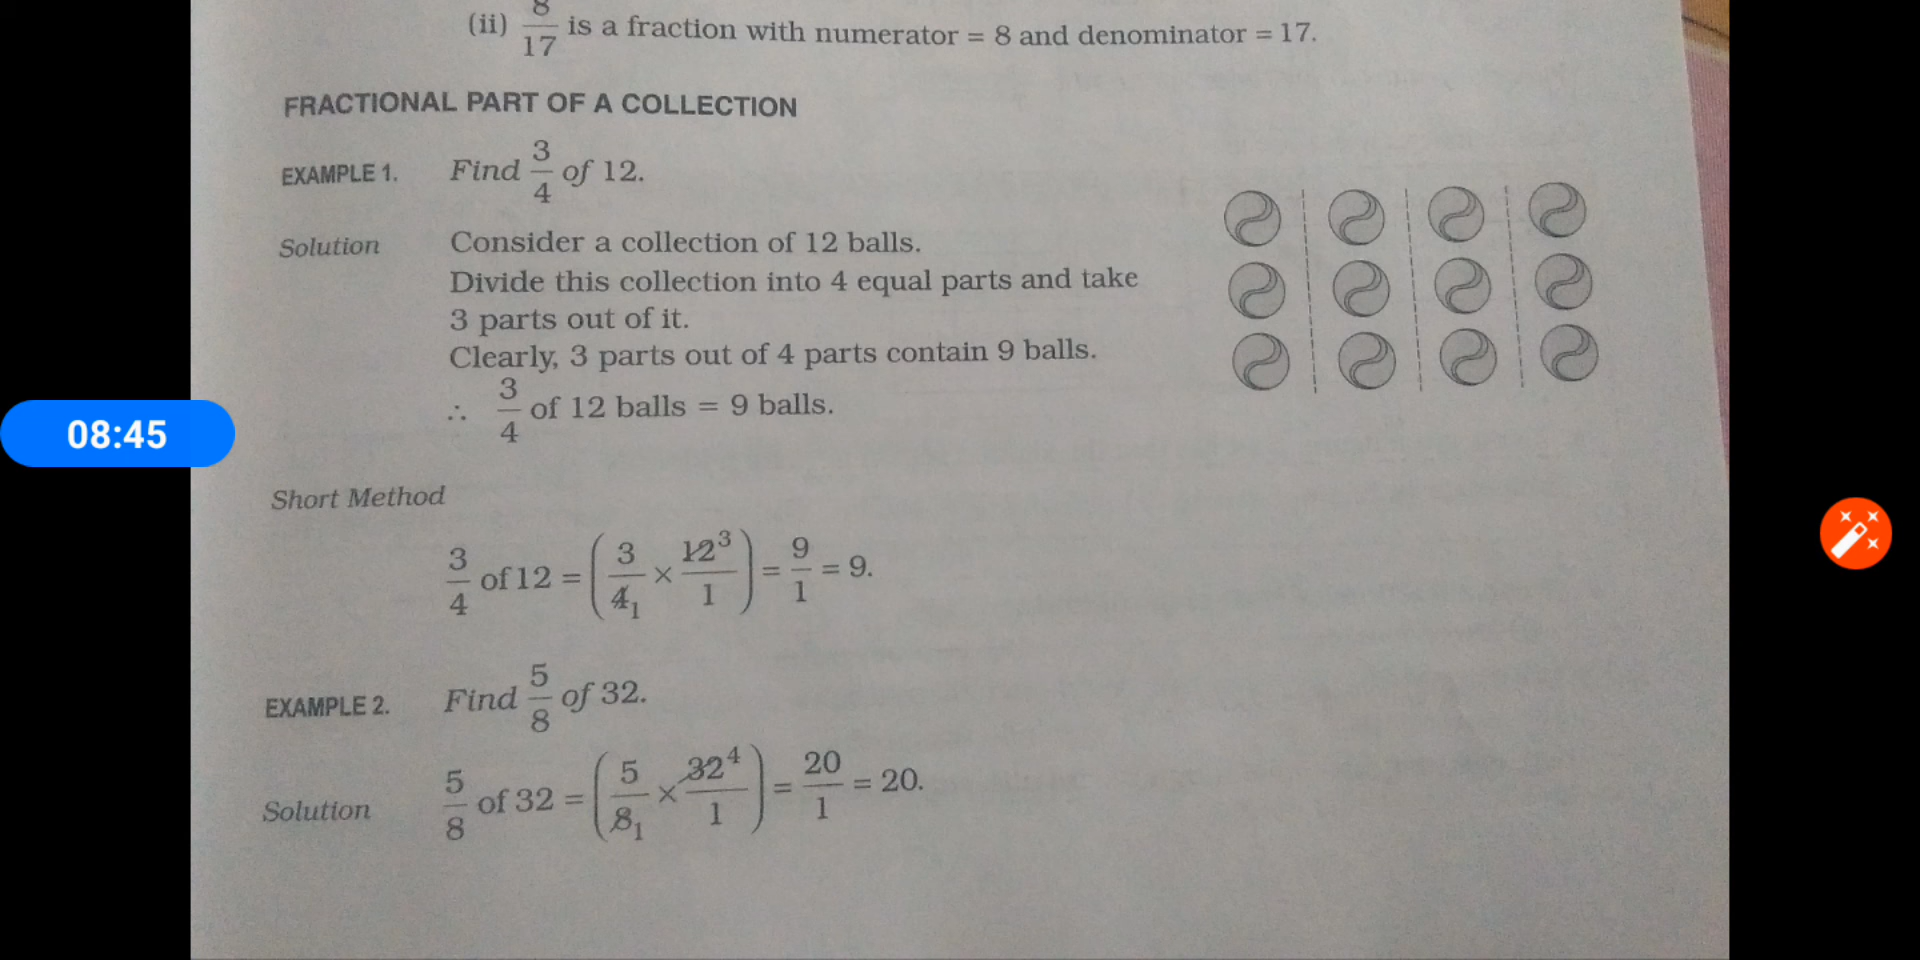 (ii) 8/17 is a fraction with numerator = 8 and denominator = 17.
FRACTIONAL PART OF A COLLECTION
EXAMPLE 1. Find 3/4 of 12.
Solution Consider a collection of 12 balls.
Divide this collection into 4 equal parts and take
3 parts out of it.
Clearly, 3 parts out of 4 parts contain 9 balls.
∴ 3/4 of 12 balls = 9 balls.
08:45
Short Method
3/4 of 12 = (3/4₁ × 12³/1) = 9/1 = 9.
EXAMPLE 2. Find 5/8 of 32.
Solution 5/8 of 32 = (5/8₁ × 32⁴/1) = 20/1 = 20.